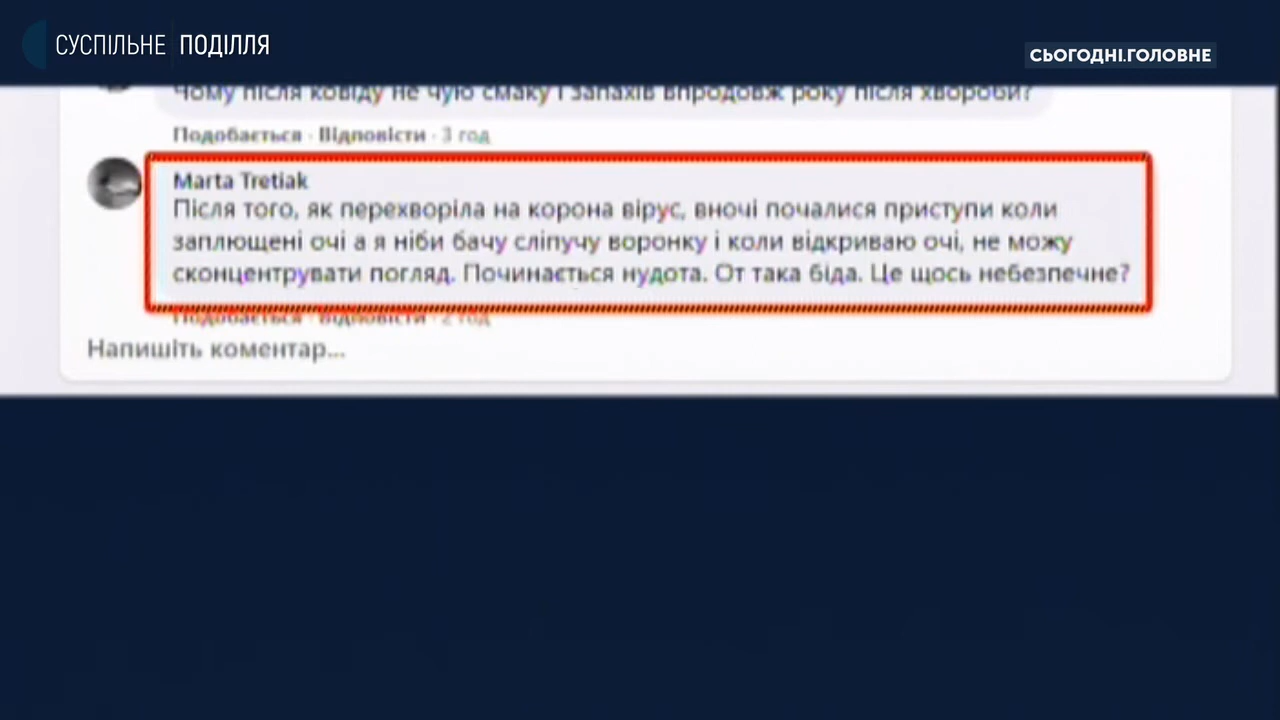 СУСПІЛЬНЕ ПОДІЛЛЯ
СЬОГОДНІ.ГОЛОВНЕ
Чому після ковіду не чую смаку і запахів впродовж року після хвороби?
Подобається · Відповісти · 3 год
Marta Tretiak
Після того, як перехворіла на корона вірус, вночі почалися приступи коли
заплющені очі а я ніби бачу сліпучу воронку і коли відкриваю очі, не можу
сконцентрувати погляд. Починається нудота. От така біда. Це щось небезпечне?
Подобається · Відповісти · 2 год
Напишіть коментар...